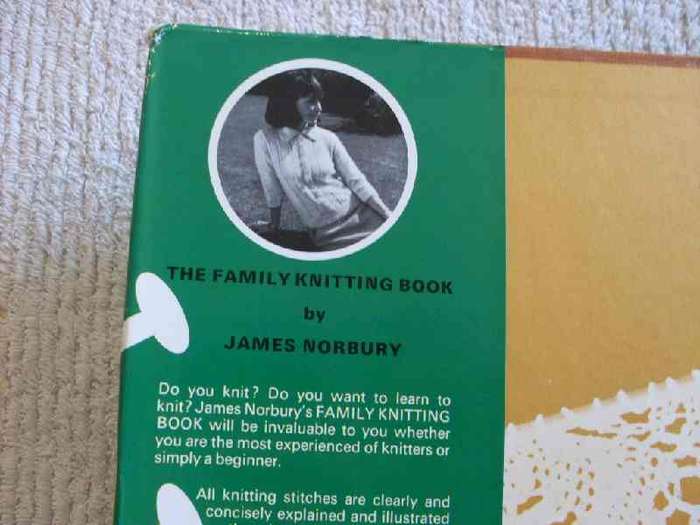 THE FAMILY KNITTING BOOK
by
JAMES NORBURY
Do you knit? Do you want to learn to
knit? James Norbury's FAMILY KNITTING
BOOK will be invaluable to you whether
you are the most experienced of knitters or
simply a beginner.
All knitting stitches are clearly and
concisely explained and illustrated